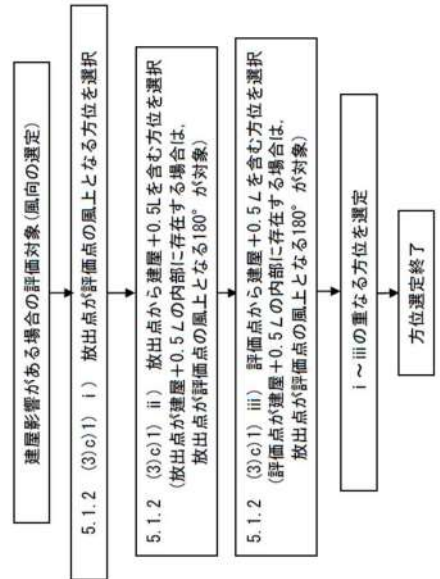 建屋影響がある場合の評価対象(風向の選定)
5.1.2 (3)c)1) i) 放出点が評価点の風上となる方位を選択
5.1.2 (3)c)1) ii) 放出点から建屋＋0.5Lを含む方位を選択
(放出点が建屋＋0.5Lの内部に存在する場合は,
放出点が評価点の風上となる180°が対象)
5.1.2 (3)c)1) iii) 評価点から建屋＋0.5Lを含む方位を選択
(評価点が建屋＋0.5Lの内部に存在する場合は,
放出点が評価点の風上となる180°が対象)
i～iiiの重なる方位を選定
方位選定終了